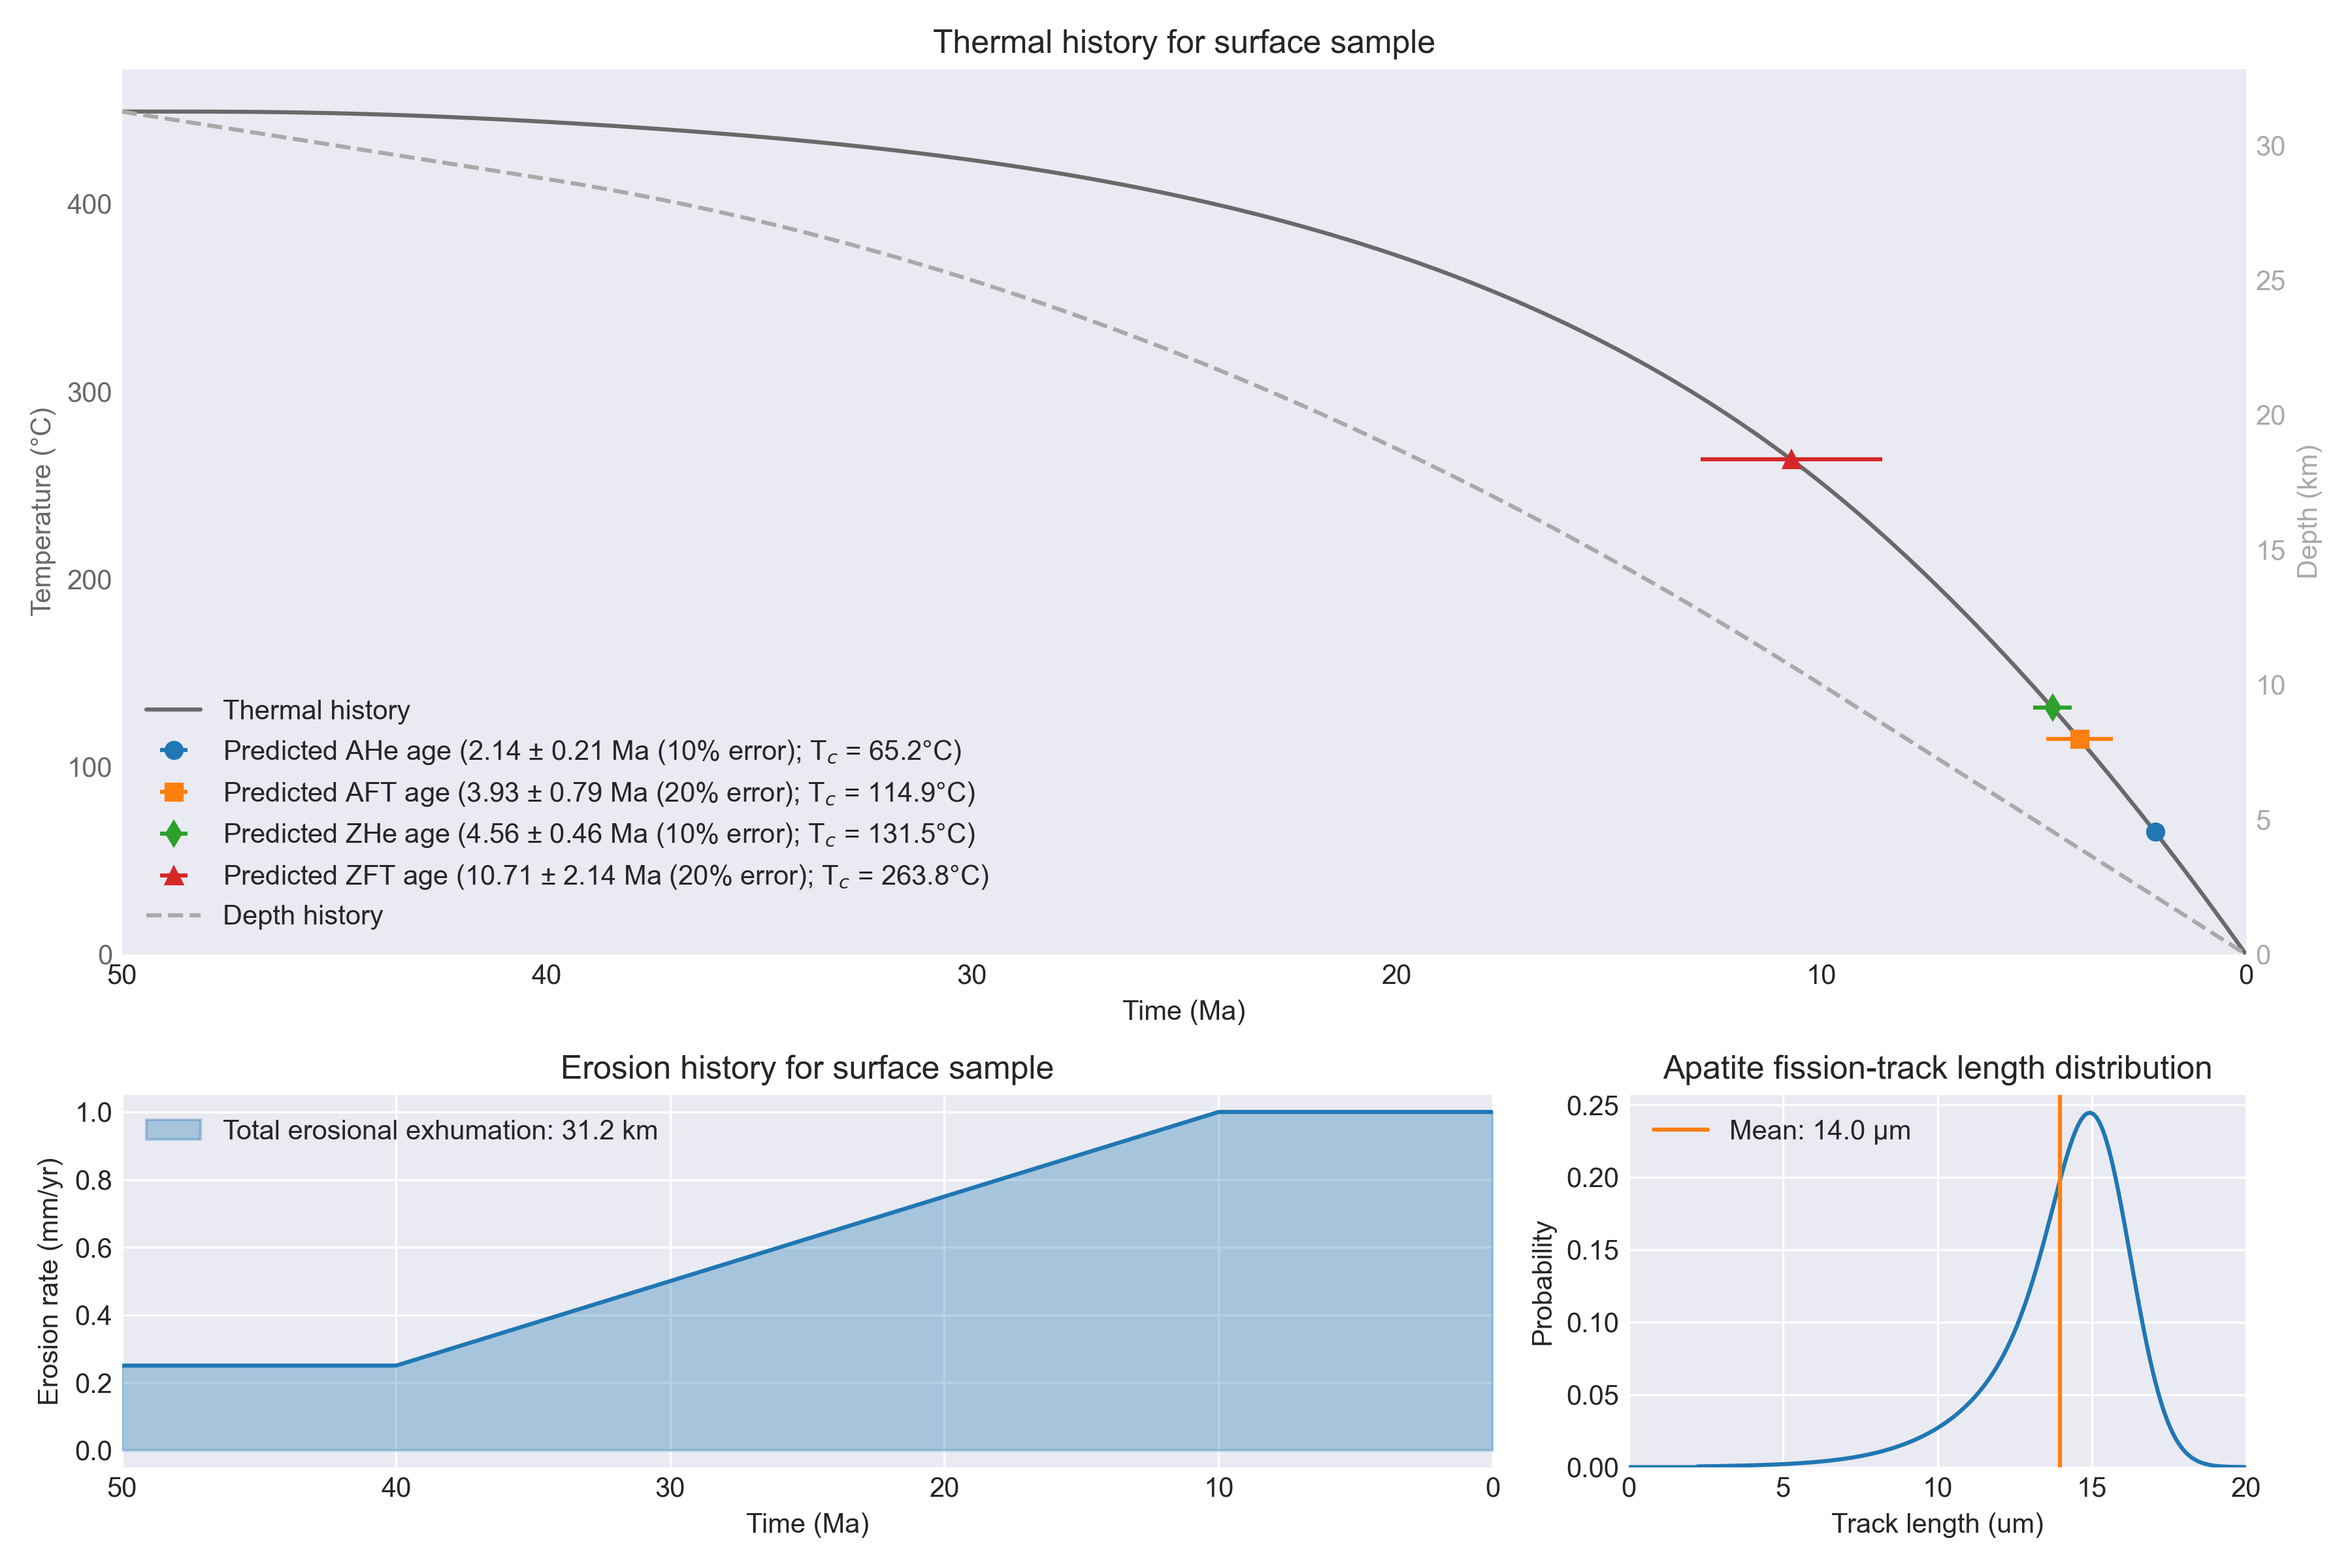 Thermal history for surface sample
Temperature (°C)
400
300
200
100
0
30
25
20
15
10
5
0
Depth (km)
Thermal history
Predicted AHe age (2.14 ± 0.21 Ma (10% error); Tc = 65.2°C)
Predicted AFT age (3.93 ± 0.79 Ma (20% error); Tc = 114.9°C)
Predicted ZHe age (4.56 ± 0.46 Ma (10% error); Tc = 131.5°C)
Predicted ZFT age (10.71 ± 2.14 Ma (20% error); Tc = 263.8°C)
Depth history
50 40 30 20 10 0
Time (Ma)
Erosion history for surface sample
Erosion rate (mm/yr)
1.0
0.8
0.6
0.4
0.2
0.0
Total erosional exhumation: 31.2 km
50 40 30 20 10 0
Time (Ma)
Apatite fission-track length distribution
Probability
0.25
0.20
0.15
0.10
0.05
0.00
Mean: 14.0 µm
0 5 10 15 20
Track length (um)